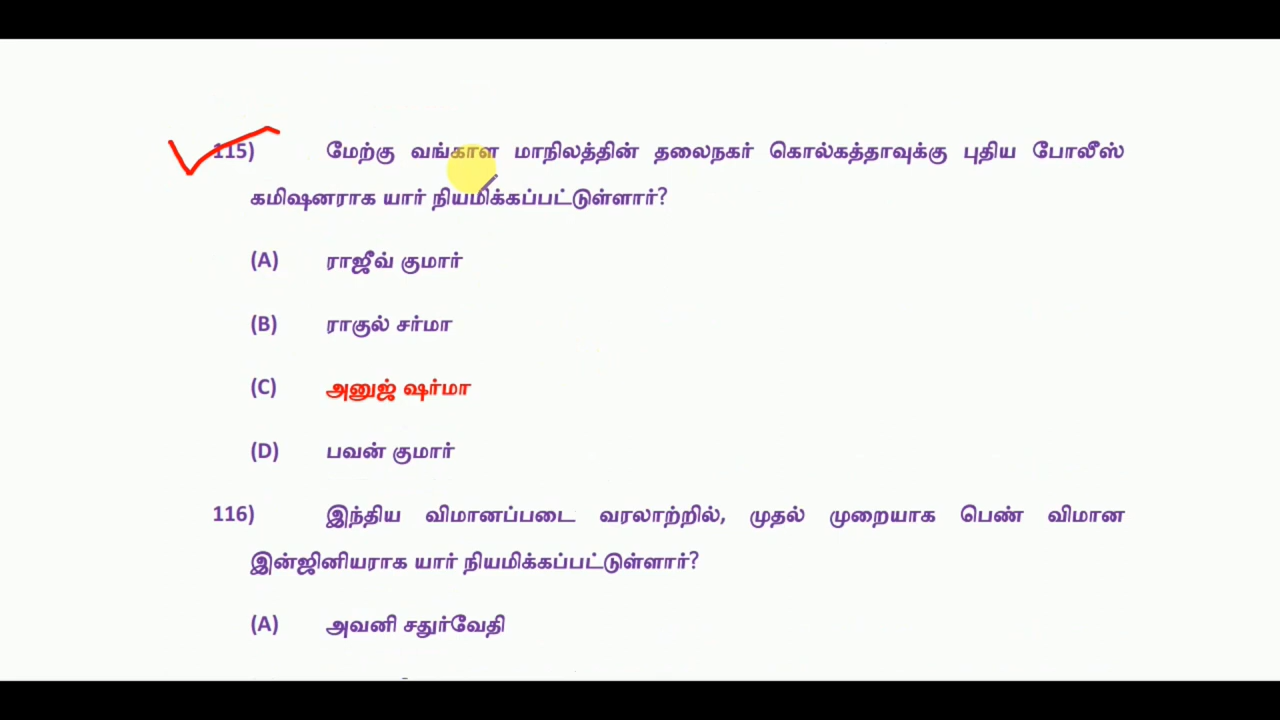 115) மேற்கு வங்காள மாநிலத்தின் தலைநகர் கொல்கத்தாவுக்கு புதிய போலீஸ்
கமிஷனராக யார் நியமிக்கப்பட்டுள்ளார்?
(A) ராஜீவ் குமார்
(B) ராகுல் சர்மா
(C) அனுஜ் ஷர்மா
(D) பவன் குமார்
116) இந்திய விமானப்படை வரலாற்றில், முதல் முறையாக பெண் விமான
இன்ஜினியராக யார் நியமிக்கப்பட்டுள்ளார்?
(A) அவனி சதுர்வேதி